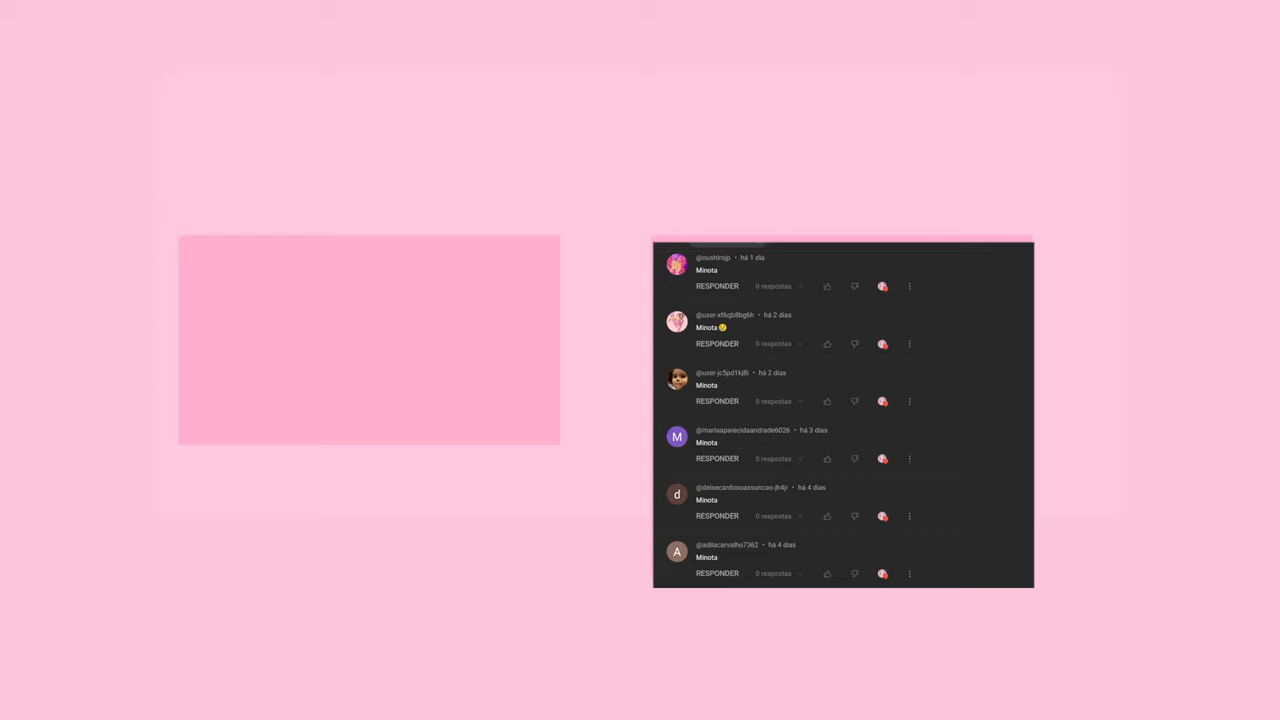 @oushirojp • há 1 dia
Minota
RESPONDER 0 respostas
@user-xf6qb8bg6h • há 2 dias
Minota😢
RESPONDER 0 respostas
@user-jc5pd1kj8i • há 2 dias
Minota
RESPONDER 0 respostas
M
@mariaaparecidaandrade6026 • há 3 dias
Minota
RESPONDER 0 respostas
d
@deisecardosoassuncao-jh4jr • há 4 dias
Minota
RESPONDER 0 respostas
A
@adilacarvalho7362 • há 4 dias
Minota
RESPONDER 0 respostas